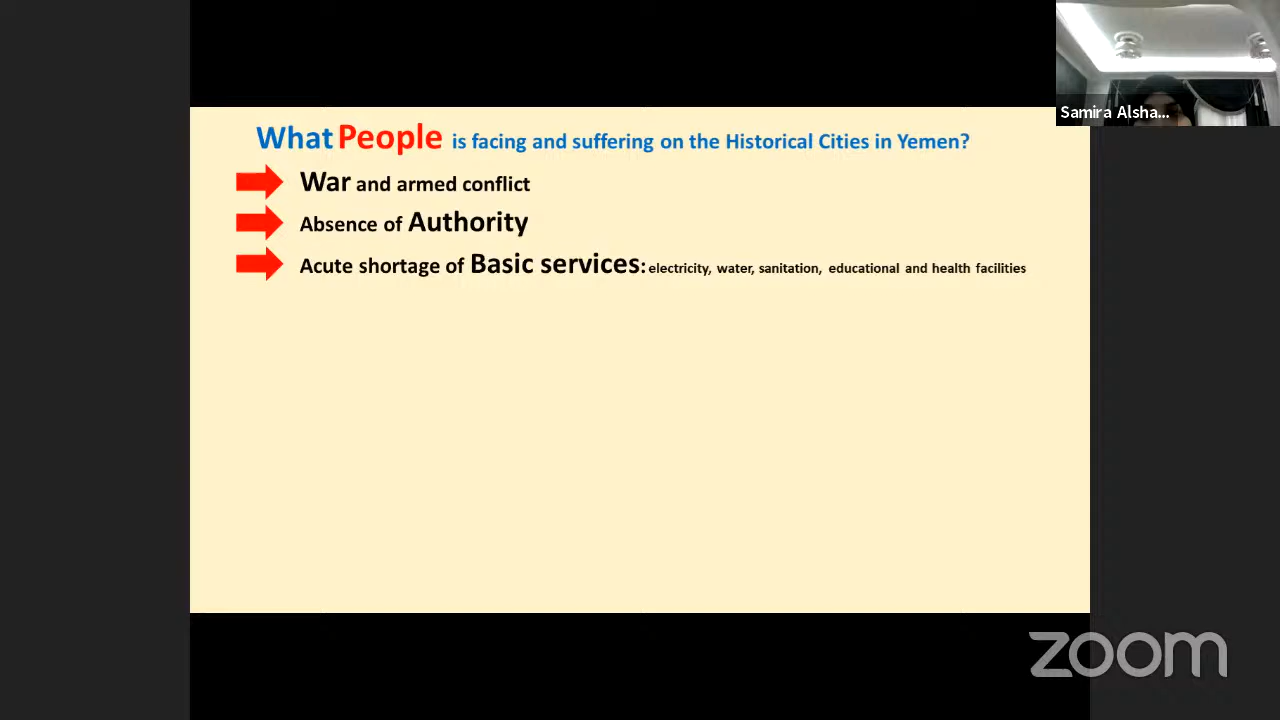 Samira Alsha...
What People is facing and suffering on the Historical Cities in Yemen?
War and armed conflict
Absence of Authority
Acute shortage of Basic services: electricity, water, sanitation, educational and health facilities
zoom